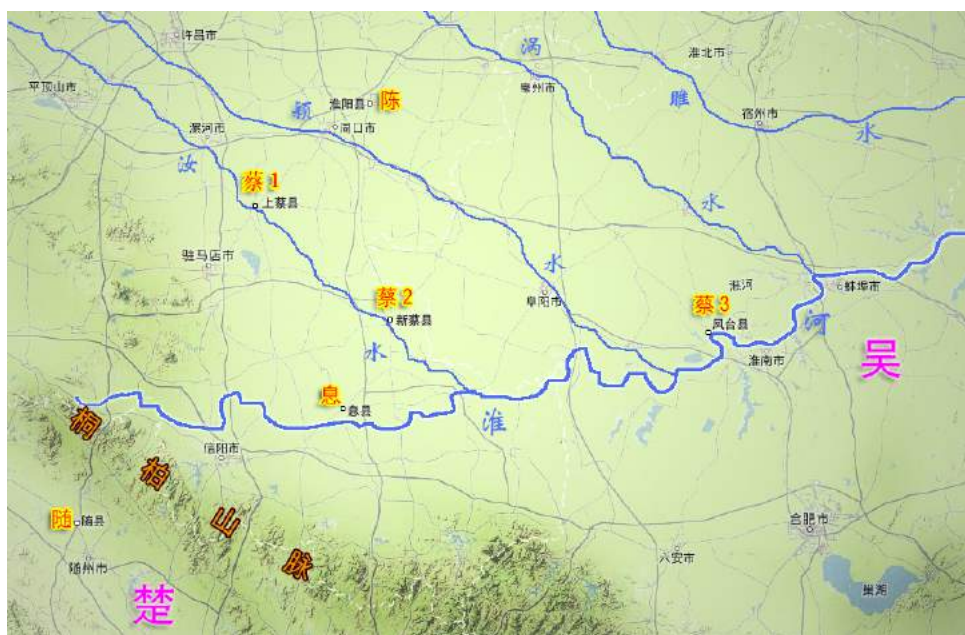 许昌市
涡
淮北市
平顶山市
淮阳县
陈
亳州市
睢
颍
周口市
宿州市
漯河市
水
汝
蔡1
上蔡县
水
驻马店市
水
淮河
蚌埠市
阜阳市
蔡2
新蔡县
蔡3
凤台县
河
水
淮南市
吴
息
息县
淮
桐
柏
山
脉
信阳市
随
随县
合肥市
六安市
随州市
楚
巢湖